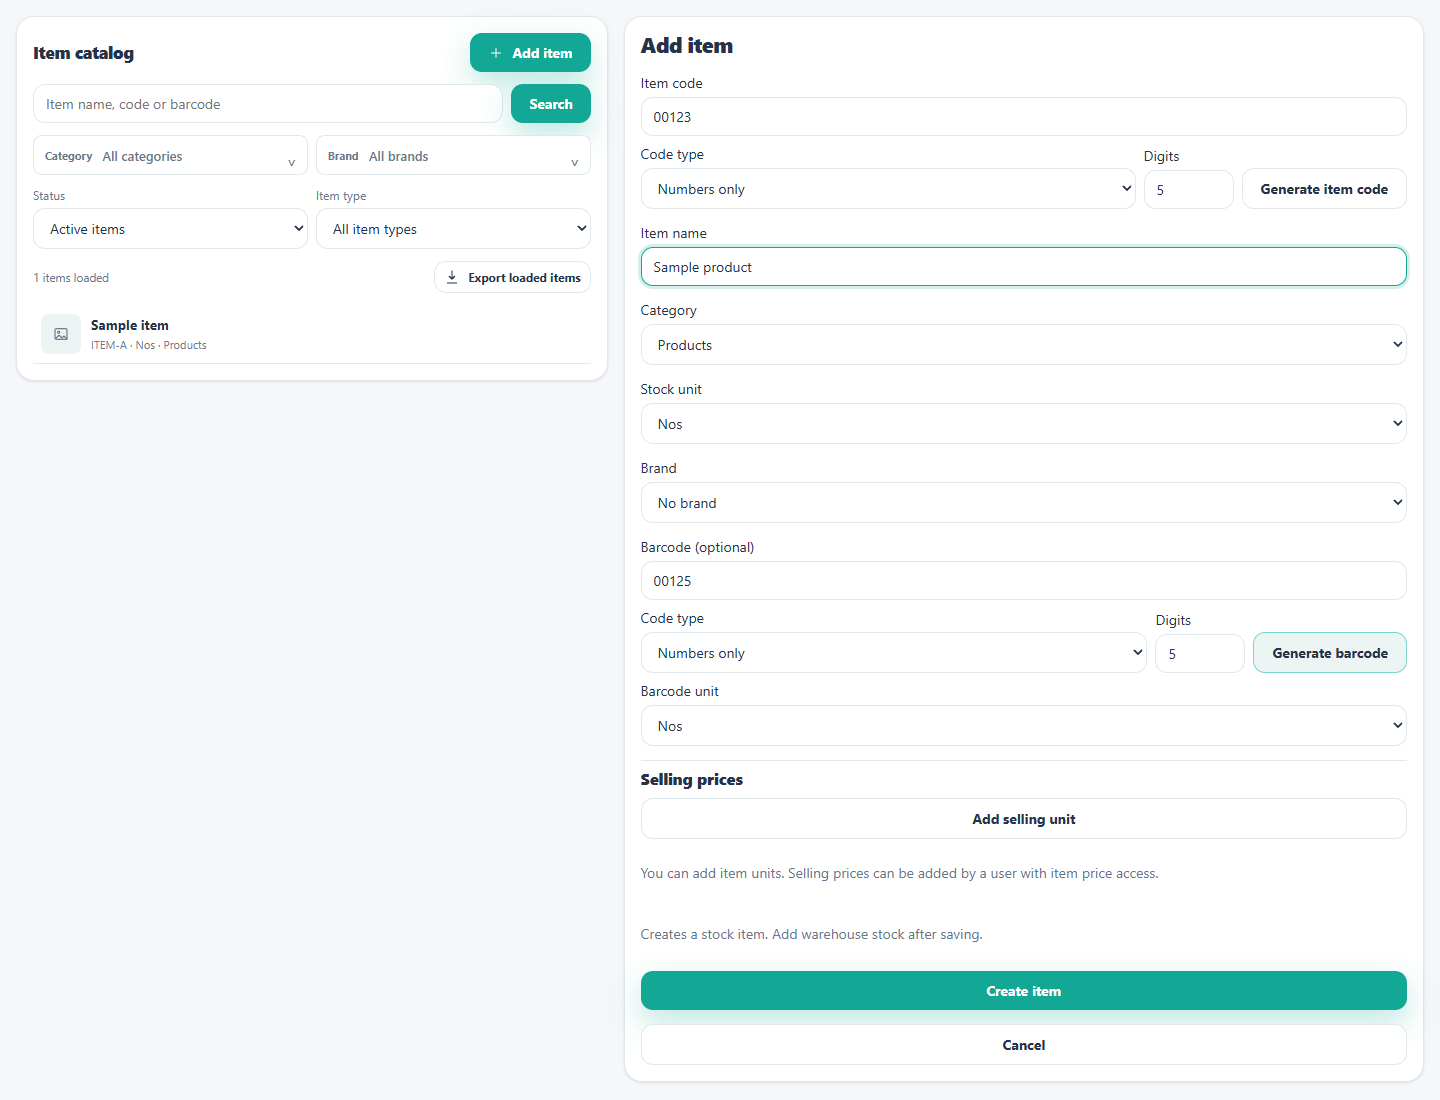 Item catalog
Add item
Item name, code or barcode
Search
Category All categories
Brand All brands
Status
Item type
Active items
All item types
1 items loaded
Export loaded items
Sample item
ITEM-A · Nos · Products
Add item
Item code
00123
Code type
Digits
Numbers only
5
Generate item code
Item name
Sample product
Category
Products
Stock unit
Nos
Brand
No brand
Barcode (optional)
00125
Code type
Digits
Numbers only
5
Generate barcode
Barcode unit
Nos
Selling prices
Add selling unit
You can add item units. Selling prices can be added by a user with item price access.
Creates a stock item. Add warehouse stock after saving.
Create item
Cancel